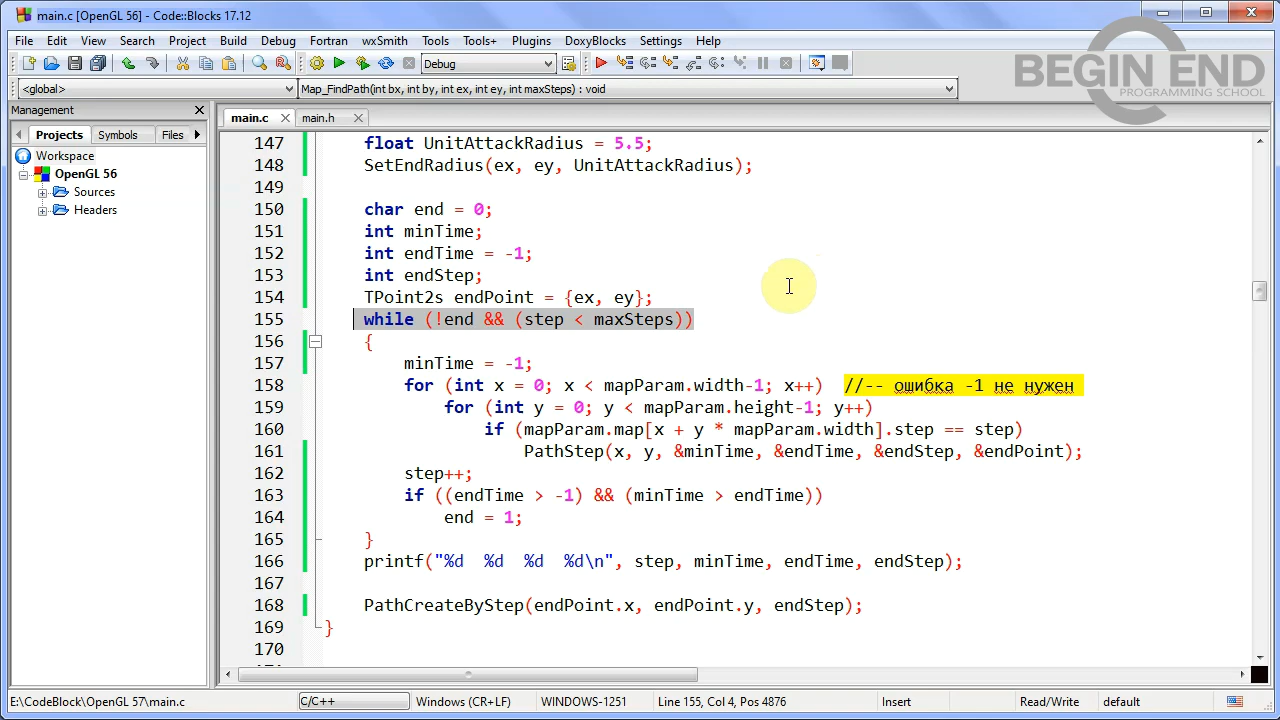 main.c [OpenGL 56] - Code::Blocks 17.12
File Edit View Search Project Build Debug Fortran wxSmith Tools Tools+ Plugins DoxyBlocks Settings Help
BEGIN END
PROGRAMMING SCHOOL
Debug
<global>
Map_FindPath(int bx, int by, int ex, int ey, int maxSteps) : void
Management
main.c main.h
Projects Symbols Files
Workspace
OpenGL 56
Sources
Headers
147 float UnitAttackRadius = 5.5;
148 SetEndRadius(ex, ey, UnitAttackRadius);
149
150 char end = 0;
151 int minTime;
152 int endTime = -1;
153 int endStep;
154 TPoint2s endPoint = {ex, ey};
155 while (!end && (step < maxSteps))
156 {
157 minTime = -1;
158 for (int x = 0; x < mapParam.width-1; x++) //-- ошибка -1 не нужен
159 for (int y = 0; y < mapParam.height-1; y++)
160 if (mapParam.map[x + y * mapParam.width].step == step)
161 PathStep(x, y, &minTime, &endTime, &endStep, &endPoint);
162 step++;
163 if ((endTime > -1) && (minTime > endTime))
164 end = 1;
165 }
166 printf("%d  %d  %d  %d\n", step, minTime, endTime, endStep);
167
168 PathCreateByStep(endPoint.x, endPoint.y, endStep);
169 }
170
E:\CodeBlock\OpenGL 57\main.c C/C++ Windows (CR+LF) WINDOWS-1251 Line 155, Col 4, Pos 4876 Insert Read/Write default